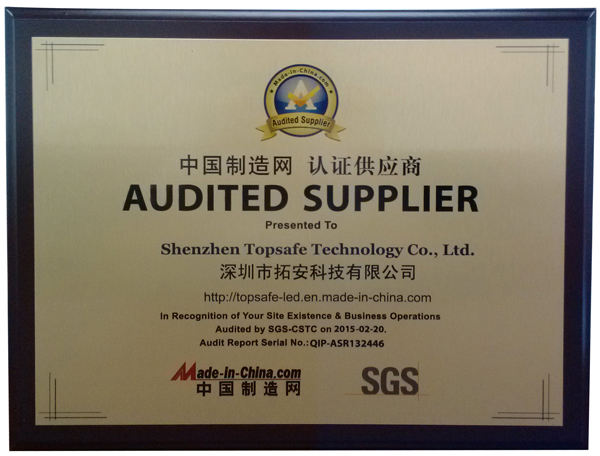 Made-in-China.com
A
Audited Supplier
中国制造网 认证供应商
AUDITED SUPPLIER
Presented To
Shenzhen Topsafe Technology Co., Ltd.
深圳市拓安科技有限公司
http://topsafe-led.en.made-in-china.com
In Recognition of Your Site Existence & Business Operations
Audited by SGS-CSTC on 2015-02-20.
Audit Report Serial No.:QIP-ASR132446
Made-in-China.com
中国制造网
SGS